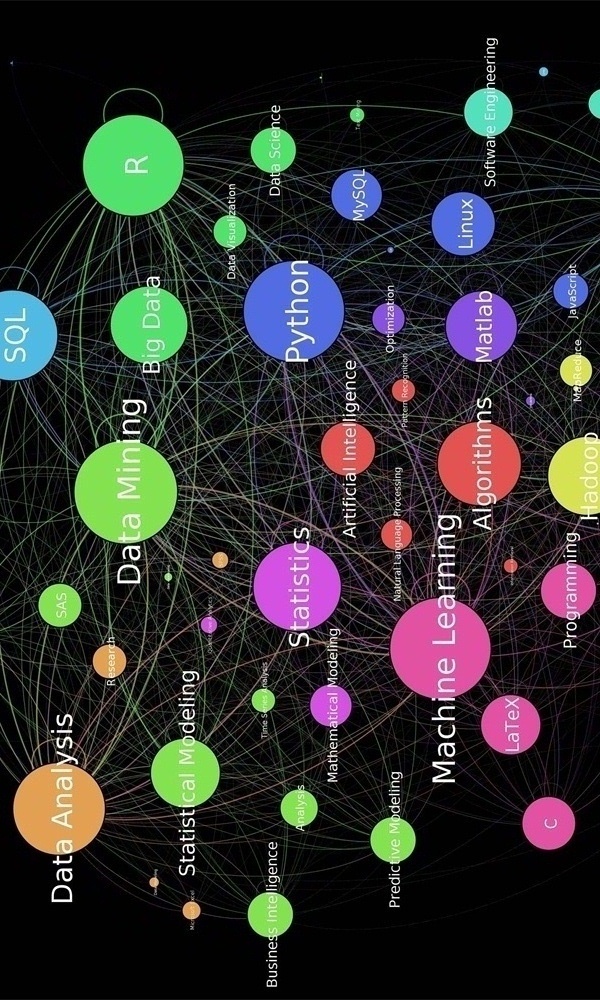 Software Engineering
Data Science
R
MySQL
Linux
Data Visualization
JavaScript
Optimization
Python
Big Data
SQL
Matlab
MapReduce
Pattern Recognition
Artificial Intelligence
Algorithms
Hadoop
Data Mining
Natural Language Processing
Statistics
Programming
SAS
Machine Learning
Research
Time Series Analysis
Mathematical Modeling
LaTeX
Statistical Modeling
Data Analysis
Analysis
C
Predictive Modeling
Microsoft Excel
Business Intelligence